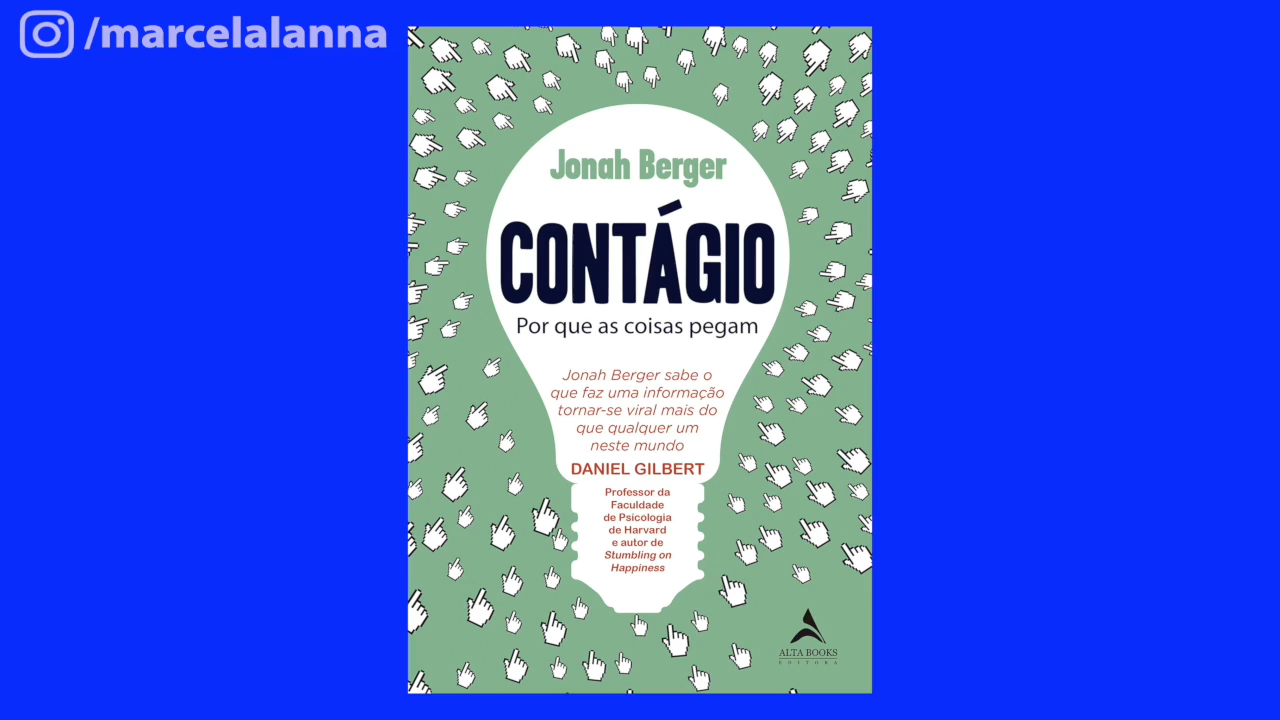 /marcelalanna
Jonah Berger
CONTÁGIO
Por que as coisas pegam
Jonah Berger sabe o
que faz uma informação
tornar-se viral mais do
que qualquer um
neste mundo
DANIEL GILBERT
Professor da
Faculdade
de Psicologia
de Harvard
e autor de
Stumbling on
Happiness
ALTA BOOKS
EDITORA